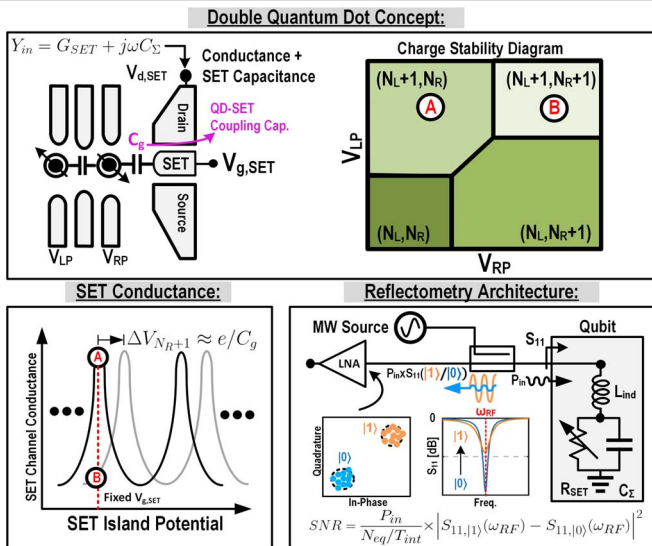 Double Quantum Dot Concept:
Y_in = G_SET + jωC_Σ
Conductance +
SET Capacitance
V_d,SET
Drain
QD-SET
Coupling Cap.
C_g
SET
V_g,SET
Source
V_LP
V_RP
Charge Stability Diagram
(N_L+1,N_R)
(N_L+1,N_R+1)
A
B
V_LP
(N_L,N_R)
(N_L,N_R+1)
V_RP
SET Conductance:
ΔV_{N_R+1} ≈ e/C_g
A
B
Fixed V_g,SET
SET Channel Conductance
SET Island Potential
Reflectometry Architecture:
MW Source
S_11
Qubit
LNA
P_in x S_11(|1⟩/|0⟩)
P_in
L_ind
ω_RF
|1⟩
|0⟩
Quadrature
In-Phase
0
S_11 [dB]
|1⟩
|0⟩
Freq.
R_SET
C_Σ
SNR = P_in / (N_eq/T_int) × |S_11,|1⟩(ω_RF) − S_11,|0⟩(ω_RF)|^2